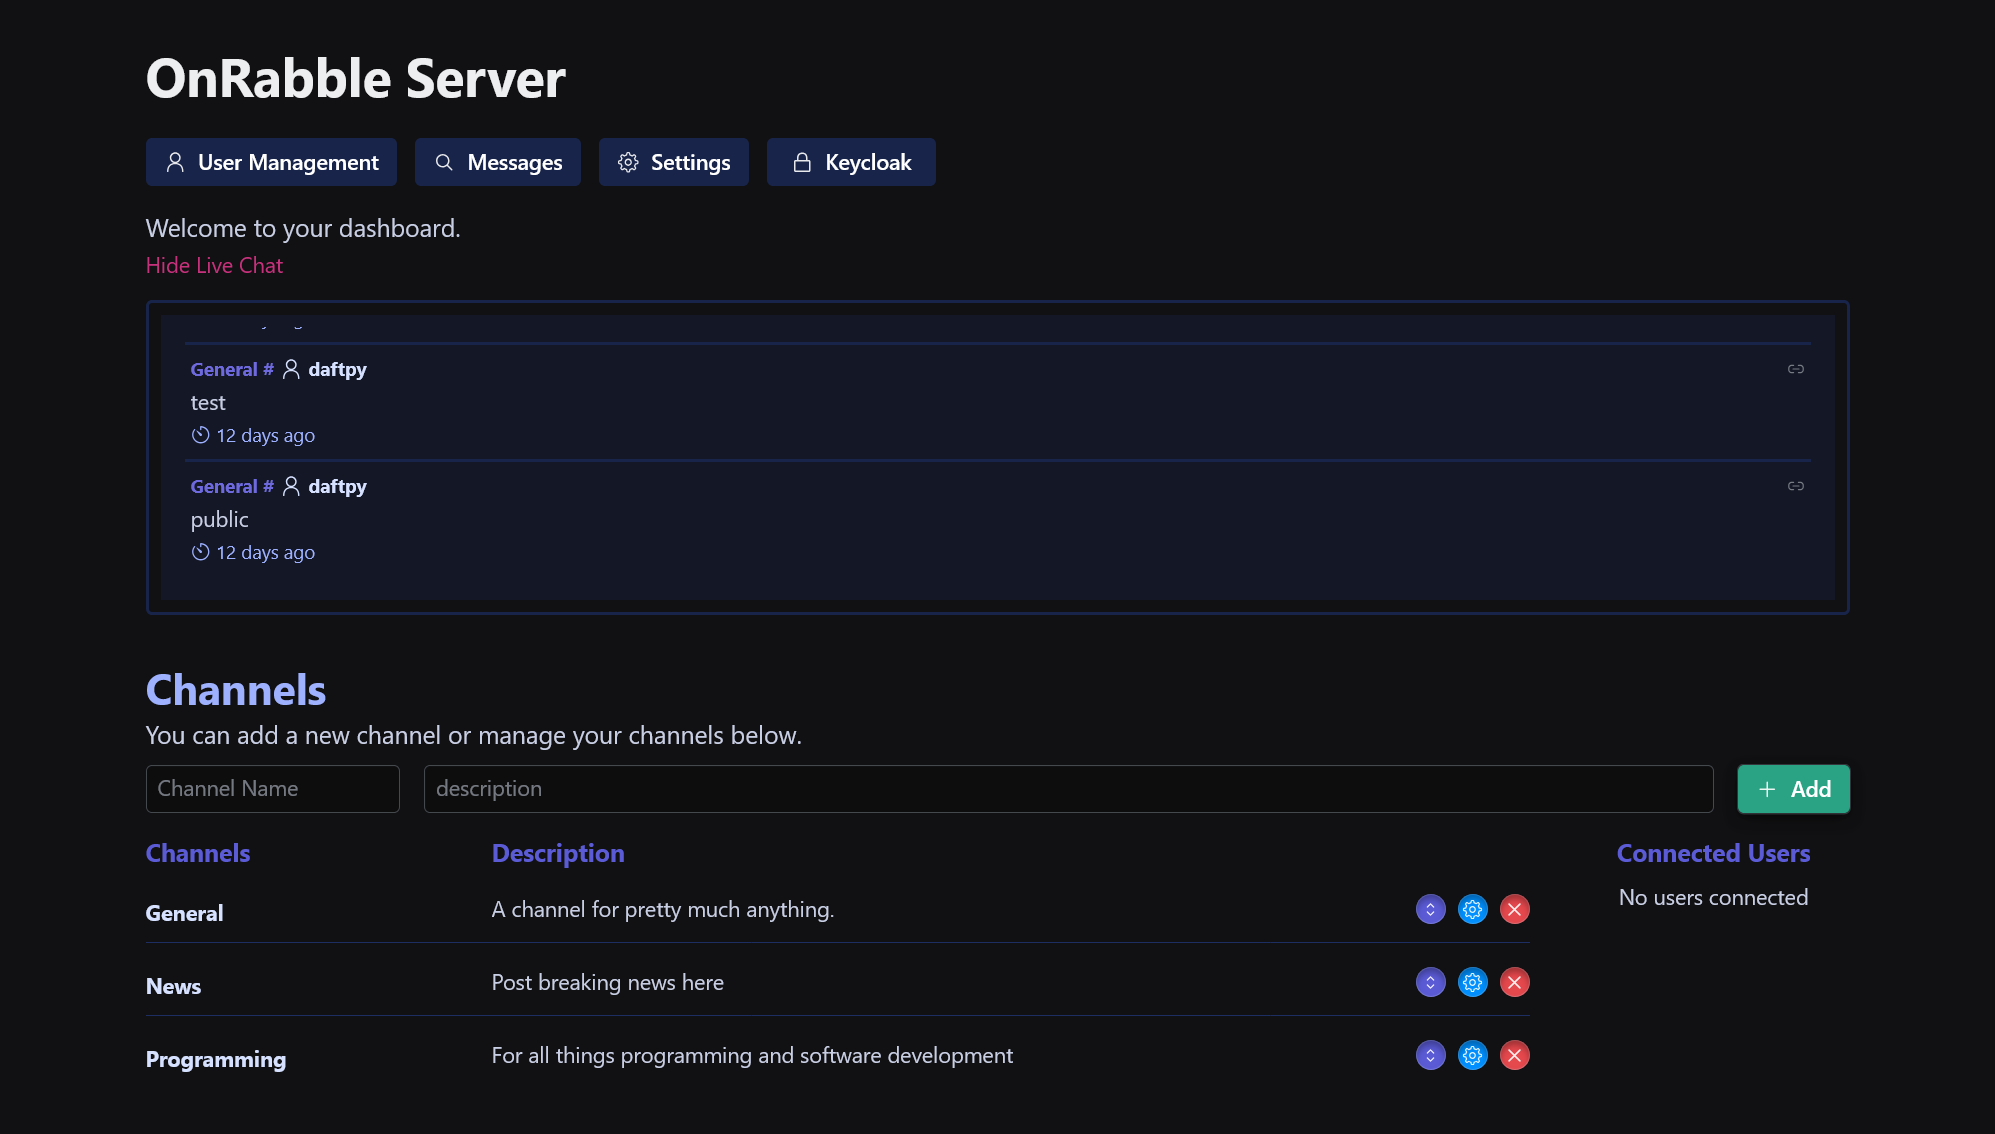 OnRabble Server
User Management Messages Settings Keycloak
Welcome to your dashboard.
Hide Live Chat
General # daftpy
test
12 days ago
General # daftpy
public
12 days ago
Channels
You can add a new channel or manage your channels below.
Channel Name description + Add
Channels Description Connected Users
General A channel for pretty much anything. No users connected
News Post breaking news here
Programming For all things programming and software development